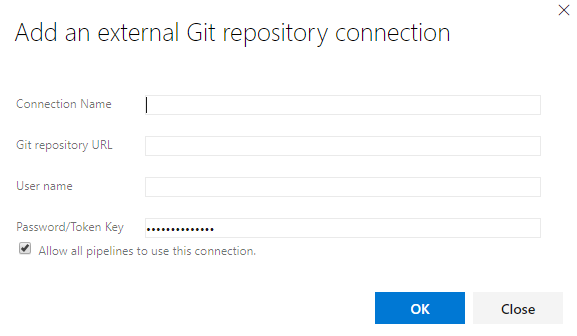 Add an external Git repository connection
Connection Name
Git repository URL
User name
Password/Token Key ••••••••••••••
Allow all pipelines to use this connection.
OK Close